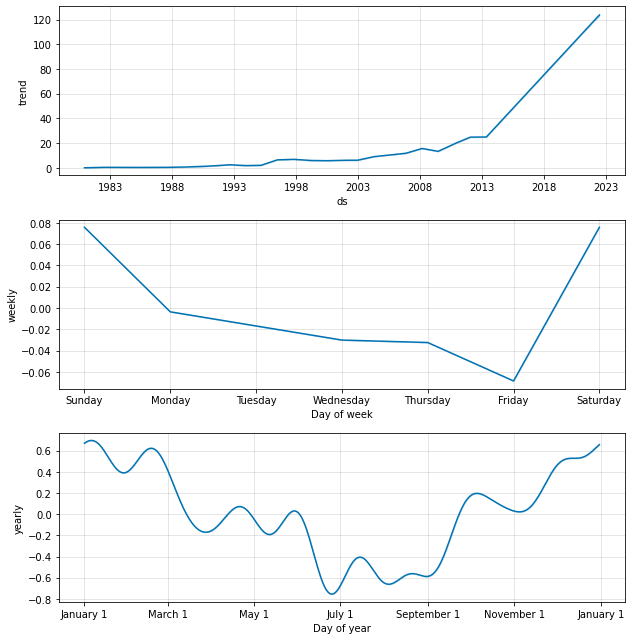 120
100
80
60
40
20
0
trend
1983 1988 1993 1998 2003 2008 2013 2018 2023
ds
0.08
0.06
0.04
0.02
0.00
−0.02
−0.04
−0.06
weekly
Sunday Monday Tuesday Wednesday Thursday Friday Saturday
Day of week
0.6
0.4
0.2
0.0
−0.2
−0.4
−0.6
−0.8
yearly
January 1 March 1 May 1 July 1 September 1 November 1 January 1
Day of year